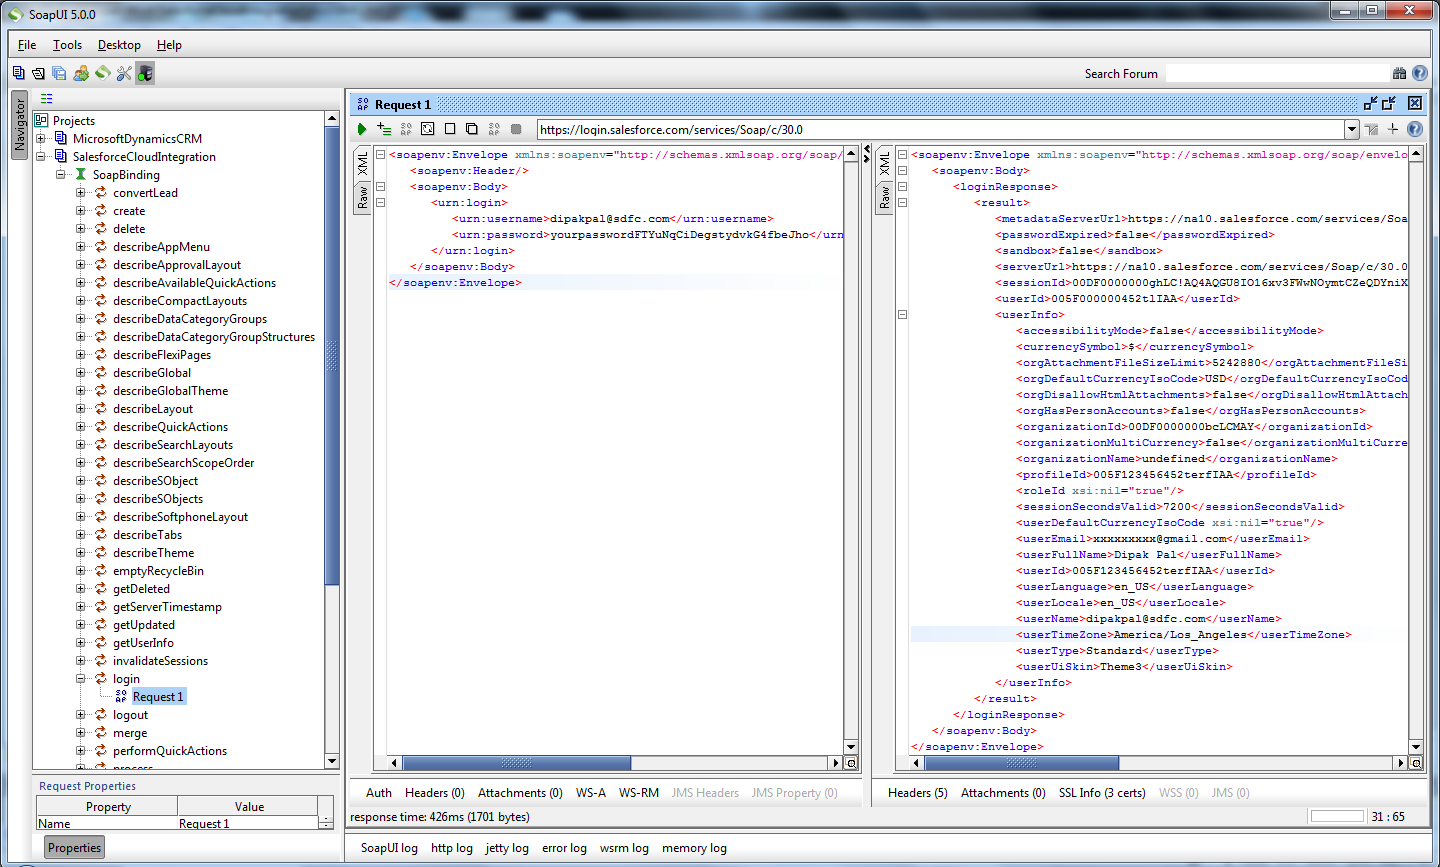 SoapUI 5.0.0
File Tools Desktop Help
Search Forum
Navigator
Projects
MicrosoftDynamicsCRM
SalesforceCloudIntegration
SoapBinding
convertLead
create
delete
describeAppMenu
describeApprovalLayout
describeAvailableQuickActions
describeCompactLayouts
describeDataCategoryGroups
describeDataCategoryGroupStructures
describeFlexiPages
describeGlobal
describeGlobalTheme
describeLayout
describeQuickActions
describeSearchLayouts
describeSearchScopeOrder
describeSObject
describeSObjects
describeSoftphoneLayout
describeTabs
describeTheme
emptyRecycleBin
getDeleted
getServerTimestamp
getUpdated
getUserInfo
invalidateSessions
login
Request 1
logout
merge
performQuickActions
process
Request Properties
Property Value
Name Request 1
Properties
Request 1
https://login.salesforce.com/services/Soap/c/30.0
XML
Raw
<soapenv:Envelope xmlns:soapenv="http://schemas.xmlsoap.org/soap/
<soapenv:Header/>
<soapenv:Body>
<urn:login>
<urn:username>dipakpal@sdfc.com</urn:username>
<urn:password>yourpasswordFTYuNqCiDegstydvkG4fbeJho</urn
</urn:login>
</soapenv:Body>
</soapenv:Envelope>
XML
Raw
<soapenv:Envelope xmlns:soapenv="http://schemas.xmlsoap.org/soap/envelo
<soapenv:Body>
<loginResponse>
<result>
<metadataServerUrl>https://na10.salesforce.com/services/Soa
<passwordExpired>false</passwordExpired>
<sandbox>false</sandbox>
<serverUrl>https://na10.salesforce.com/services/Soap/c/30.0
<sessionId>00DF0000000ghLC!AQ4AQGU8IO16xv3FWwNOymtCZeQDYniX
<userId>005F000000452tlIAA</userId>
<userInfo>
<accessibilityMode>false</accessibilityMode>
<currencySymbol>$</currencySymbol>
<orgAttachmentFileSizeLimit>5242880</orgAttachmentFileSi
<orgDefaultCurrencyIsoCode>USD</orgDefaultCurrencyIsoCod
<orgDisallowHtmlAttachments>false</orgDisallowHtmlAttach
<orgHasPersonAccounts>false</orgHasPersonAccounts>
<organizationId>00DF0000000bcLCMAY</organizationId>
<organizationMultiCurrency>false</organizationMultiCurre
<organizationName>undefined</organizationName>
<profileId>005F123456452terfIAA</profileId>
<roleId xsi:nil="true"/>
<sessionSecondsValid>7200</sessionSecondsValid>
<userDefaultCurrencyIsoCode xsi:nil="true"/>
<userEmail>xxxxxxxxx@gmail.com</userEmail>
<userFullName>Dipak Pal</userFullName>
<userId>005F123456452terfIAA</userId>
<userLanguage>en_US</userLanguage>
<userLocale>en_US</userLocale>
<userName>dipakpal@sdfc.com</userName>
<userTimeZone>America/Los_Angeles</userTimeZone>
<userType>Standard</userType>
<userUiSkin>Theme3</userUiSkin>
</userInfo>
</result>
</loginResponse>
</soapenv:Body>
</soapenv:Envelope>
Auth Headers (0) Attachments (0) WS-A WS-RM JMS Headers JMS Property (0)
Headers (5) Attachments (0) SSL Info (3 certs) WSS (0) JMS (0)
response time: 426ms (1701 bytes)
31 : 65
SoapUI log http log jetty log error log wsrm log memory log